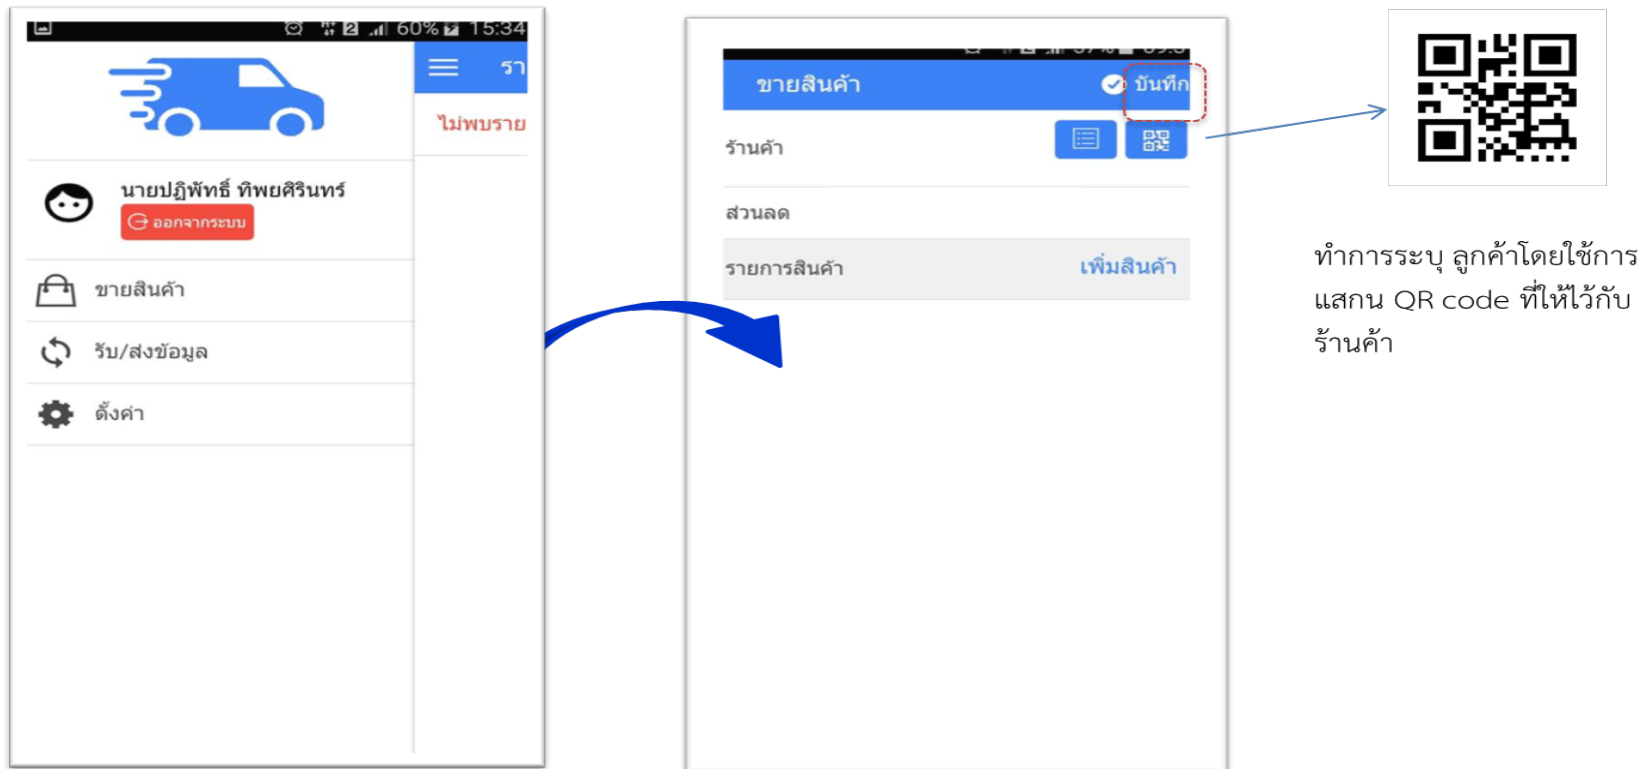 60% 15:34
รา
ไม่พบราย
นายปฏิพัทธิ์ ทิพยศิรินทร์
ออกจากระบบ
ขายสินค้า
รับ/ส่งข้อมูล
ตั้งค่า
ขายสินค้า
บันทึก
ร้านค้า
ส่วนลด
รายการสินค้า
เพิ่มสินค้า
ทำการระบุ ลูกค้าโดยใช้การ
แสกน QR code ที่ให้ไว้กับ
ร้านค้า